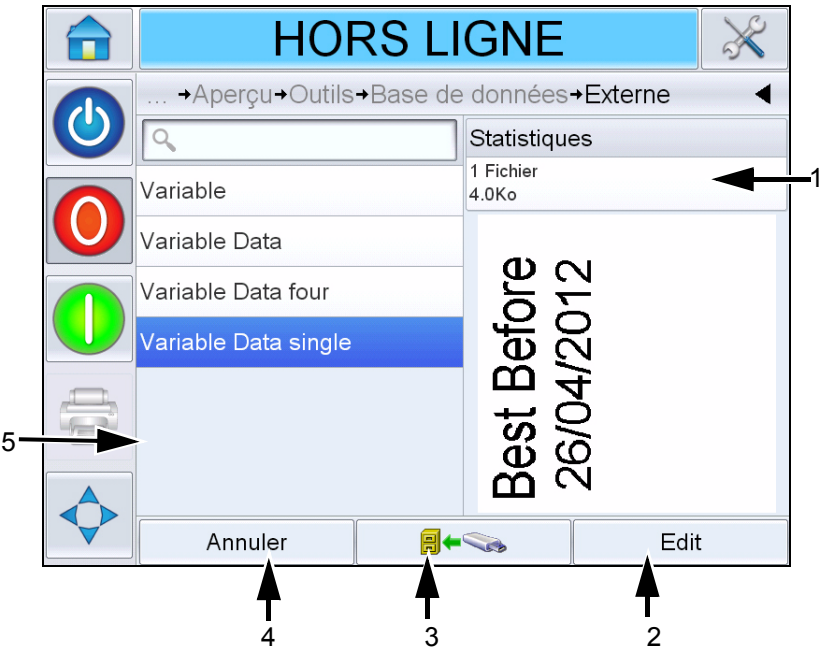 HORS LIGNE
... →Aperçu→Outils→Base de données→Externe
Statistiques
1 Fichier
4.0Ko
1
Variable
Variable Data
Variable Data four
Variable Data single
Best Before
26/04/2012
5
Annuler
Edit
4
3
2